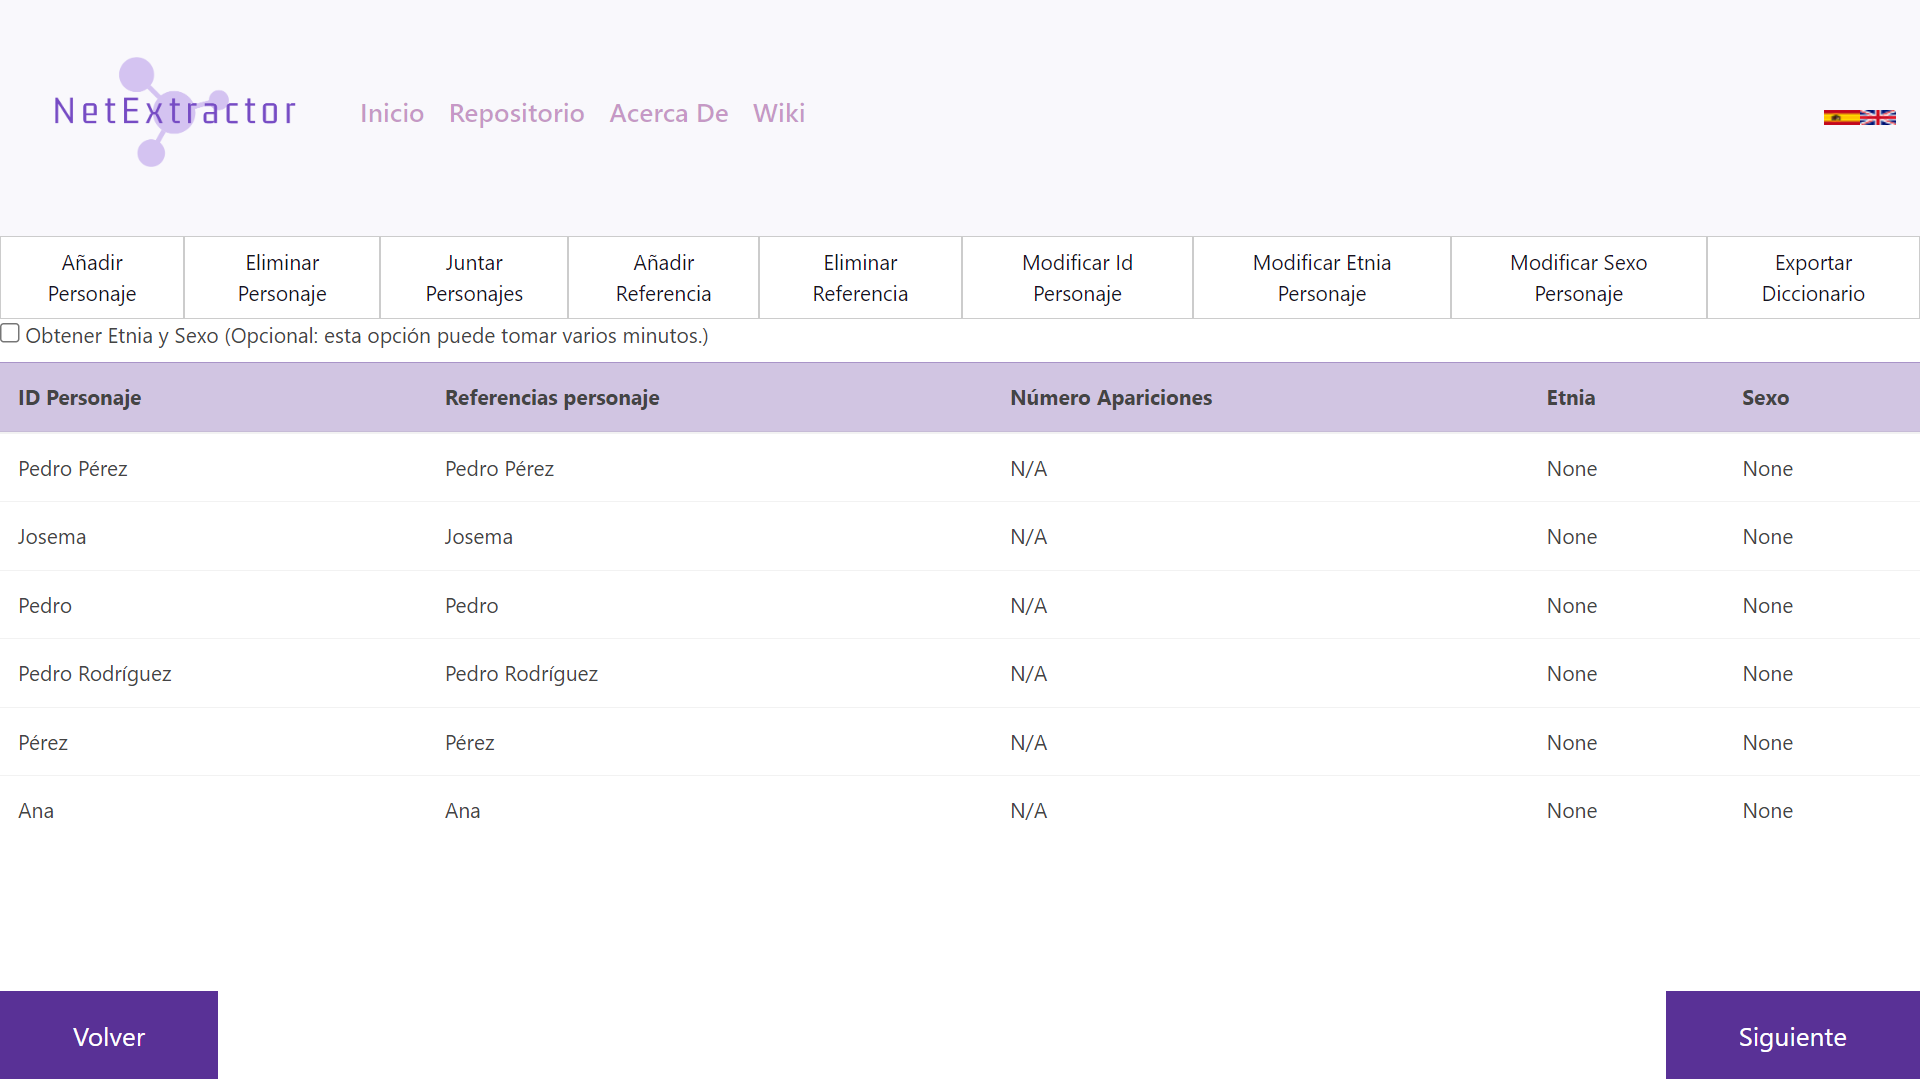 NetExtractor
Inicio Repositorio Acerca De Wiki
Añadir Personaje
Eliminar Personaje
Juntar Personajes
Añadir Referencia
Eliminar Referencia
Modificar Id Personaje
Modificar Etnia Personaje
Modificar Sexo Personaje
Exportar Diccionario
Obtener Etnia y Sexo (Opcional: esta opción puede tomar varios minutos.)
ID Personaje Referencias personaje Número Apariciones Etnia Sexo
Pedro Pérez Pedro Pérez N/A None None
Josema Josema N/A None None
Pedro Pedro N/A None None
Pedro Rodríguez Pedro Rodríguez N/A None None
Pérez Pérez N/A None None
Ana Ana N/A None None
Volver Siguiente